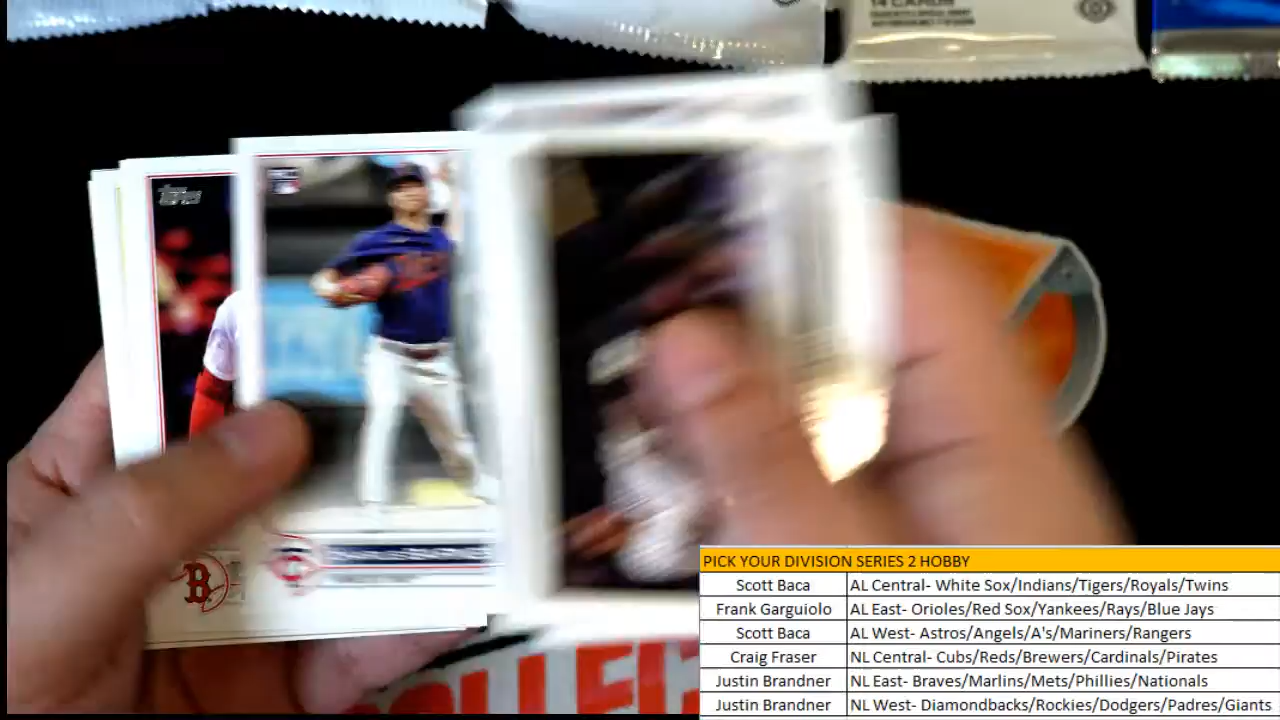 14 CARDS
Topps
RC
B
COLLECT
PICK YOUR DIVISION SERIES 2 HOBBY
Scott Baca AL Central- White Sox/Indians/Tigers/Royals/Twins
Frank Garguiolo AL East- Orioles/Red Sox/Yankees/Rays/Blue Jays
Scott Baca AL West- Astros/Angels/A's/Mariners/Rangers
Craig Fraser NL Central- Cubs/Reds/Brewers/Cardinals/Pirates
Justin Brandner NL East- Braves/Marlins/Mets/Phillies/Nationals
Justin Brandner NL West- Diamondbacks/Rockies/Dodgers/Padres/Giants